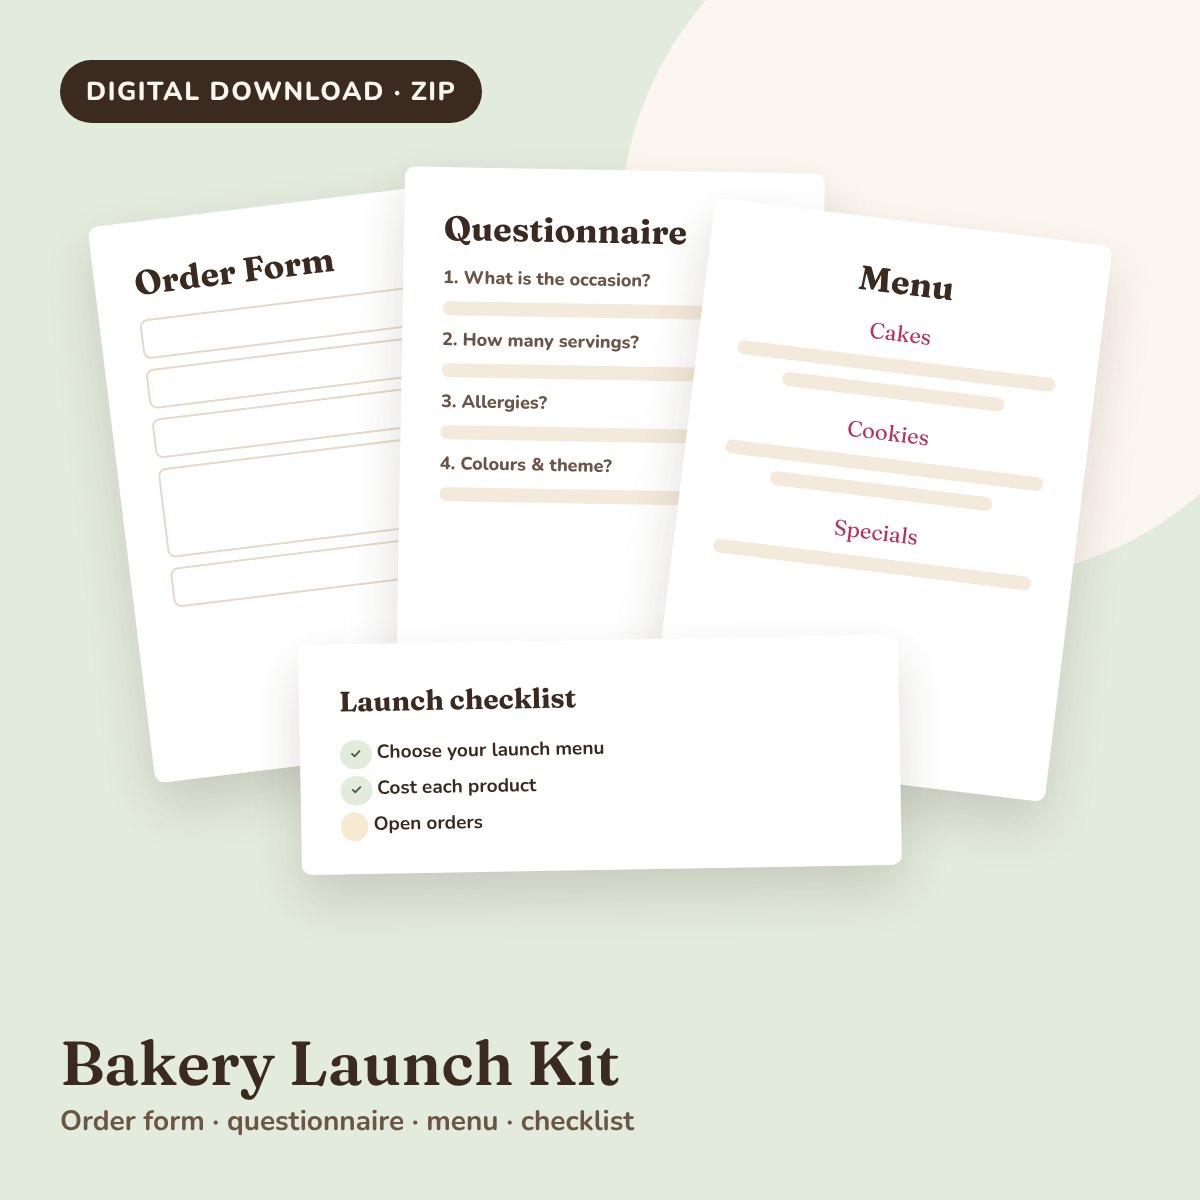 DIGITAL DOWNLOAD · ZIP
Order Form
Questionnaire
1. What is the occasion?
2. How many servings?
3. Allergies?
4. Colours & theme?
Menu
Cakes
Cookies
Specials
Launch checklist
✓ Choose your launch menu
✓ Cost each product
Open orders
Bakery Launch Kit
Order form · questionnaire · menu · checklist